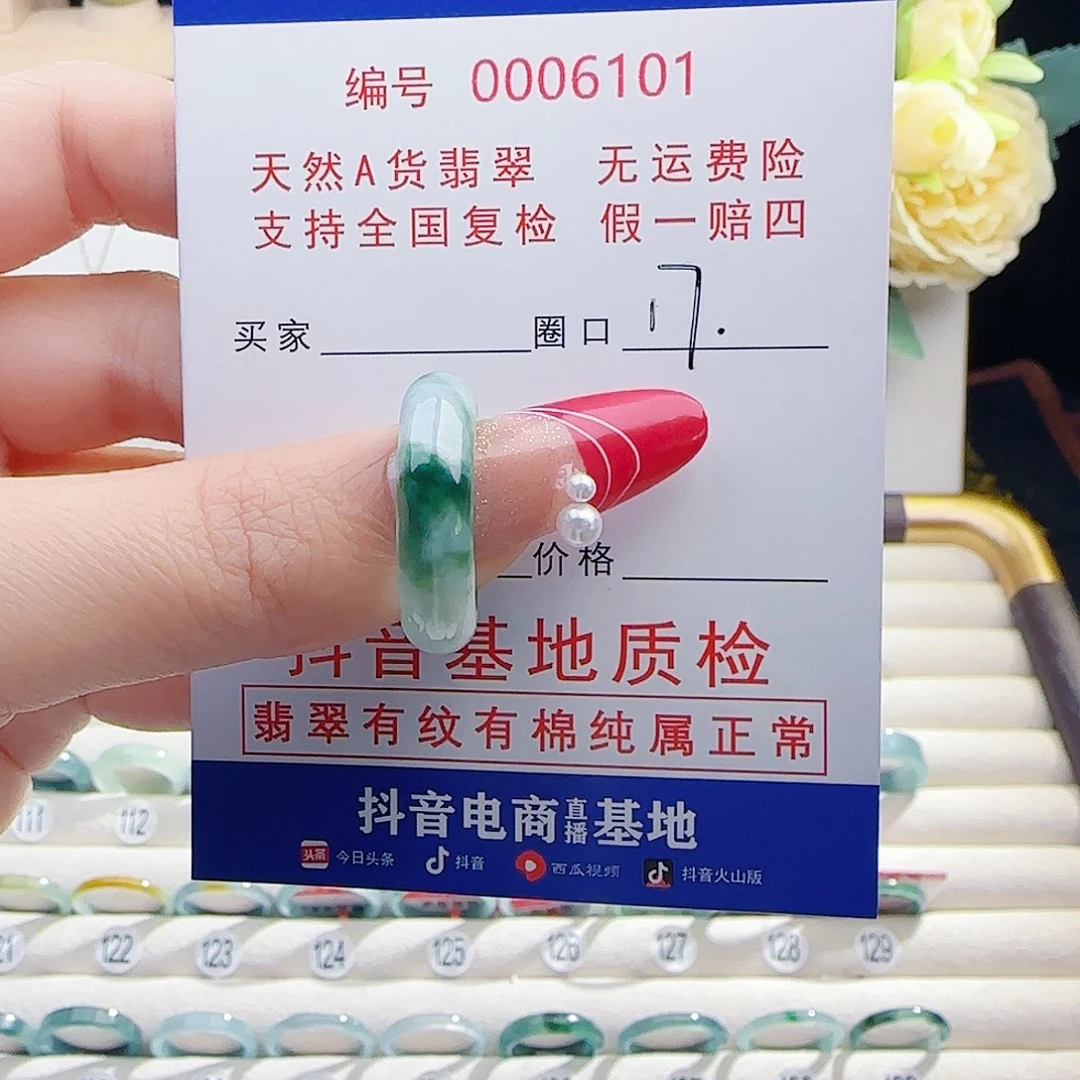 编号 0006101
天然A货翡翠 无运费险
支持全国复检 假一赔四
买家 圈口 17.
价格
抖音基地质检
翡翠有纹有棉纯属正常
抖音电商直播基地
头条 今日头条 抖音 西瓜视频 抖音火山版
111 112
121 122 123 124 125 126 127 128 129